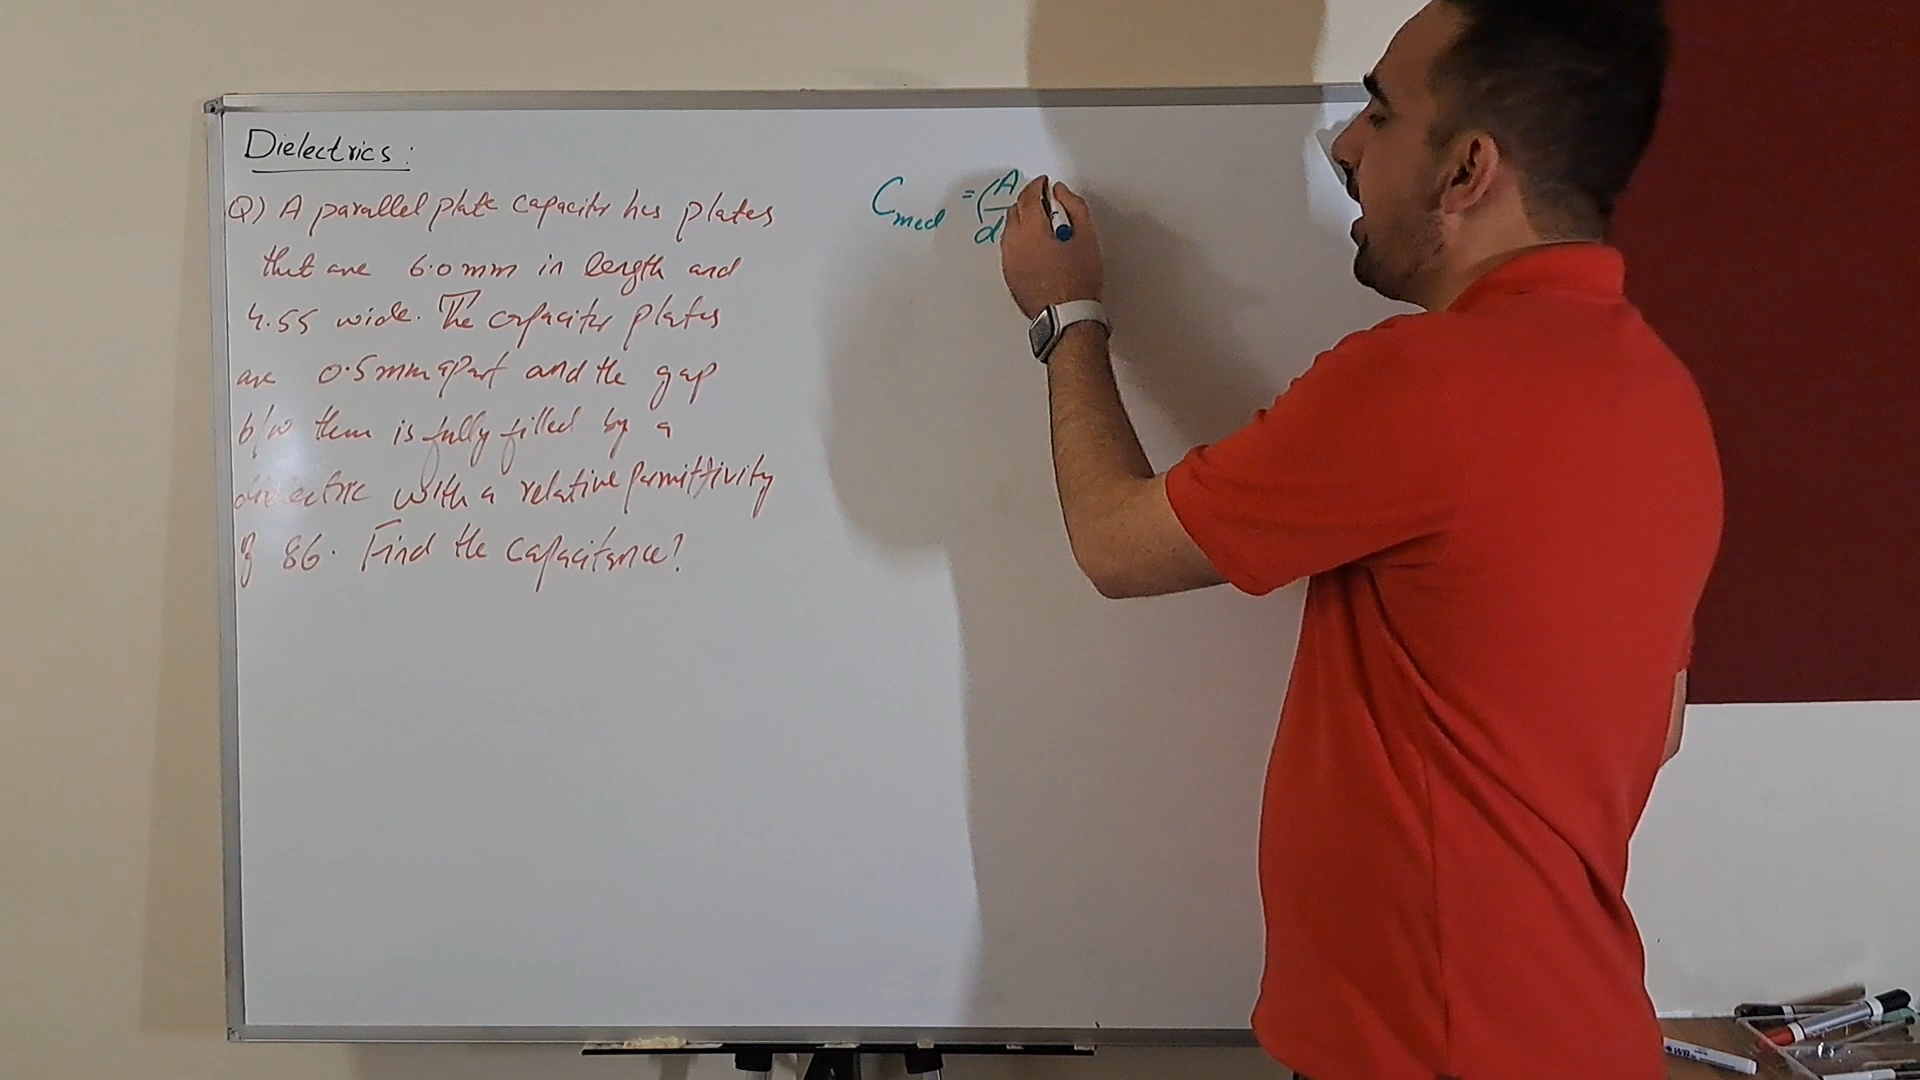 Dielectrics:
Q) A parallel plate capacitor has plates
that are 6.0 mm in length and
4.55 wide. The capacitor plates
are 0.5 mm apart and the gap
b/w them is fully filled by a
dielectric with a relative permittivity
of 86. Find the capacitance?
C_med = (A/d